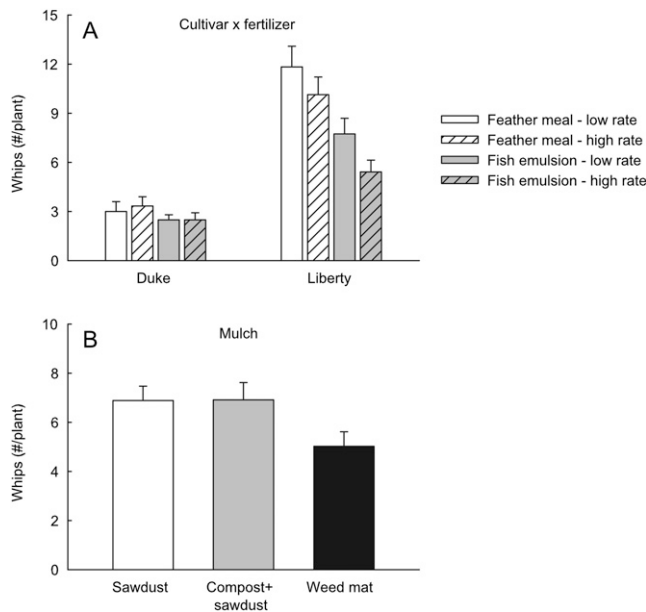 A
Cultivar x fertilizer
Whips (#/plant)
15
12
9
6
3
0
Duke
Liberty
Feather meal - low rate
Feather meal - high rate
Fish emulsion - low rate
Fish emulsion - high rate
B
Mulch
Whips (#/plant)
10
8
6
4
2
0
Sawdust
Compost+
sawdust
Weed mat